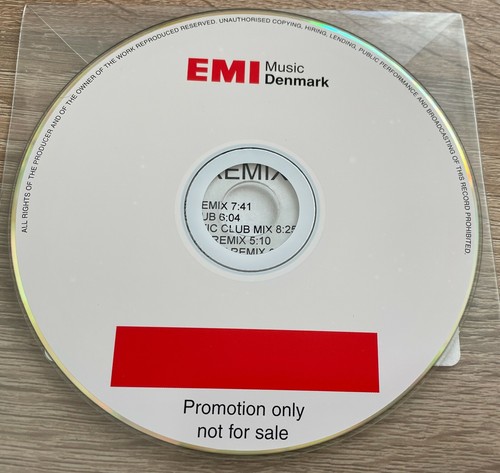 ALL RIGHTS OF THE PRODUCER AND OF THE OWNER OF THE WORK REPRODUCED RESERVED. UNAUTHORISED COPYING, HIRING, LENDING, PUBLIC PERFORMANCE AND BROADCASTING OF THIS RECORD PROHIBITED.
EMI Music
Denmark
REMIX
EMIX 7:41
UB 6:04
TIC CLUB MIX 8:25
REMIX 5:10
REMIX
Promotion only
not for sale